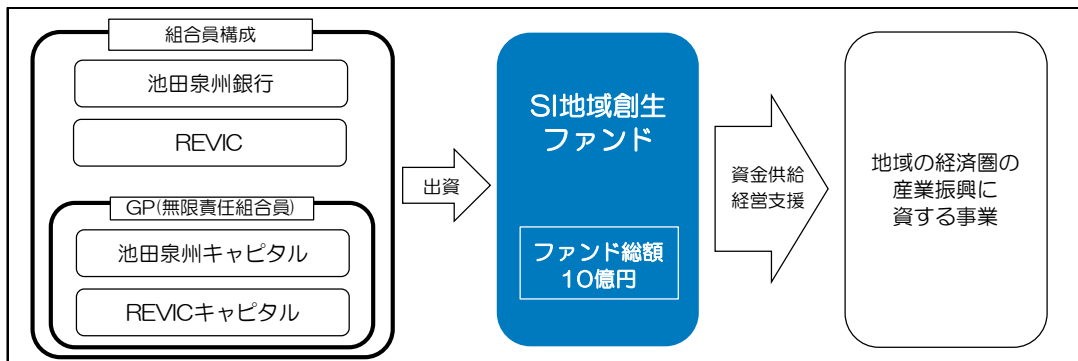 組合員構成
池田泉州銀行
REVIC
GP(無限責任組合員)
池田泉州キャピタル
REVICキャピタル
出資
SI地域創生
ファンド
ファンド総額
10億円
資金供給
経営支援
地域の経済圏の
産業振興に
資する事業